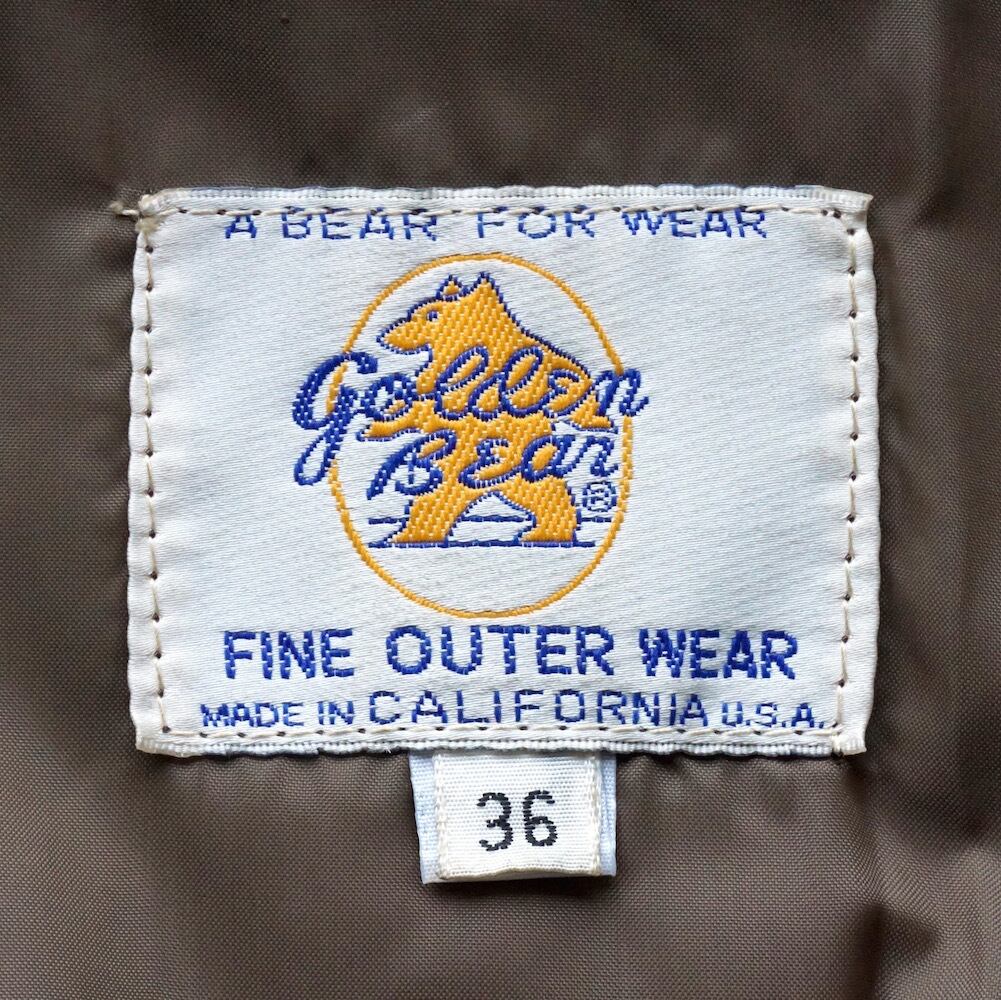 A BEAR FOR WEAR
Golden
Bear
®
FINE OUTER WEAR
MADE IN CALIFORNIA U.S.A.
36